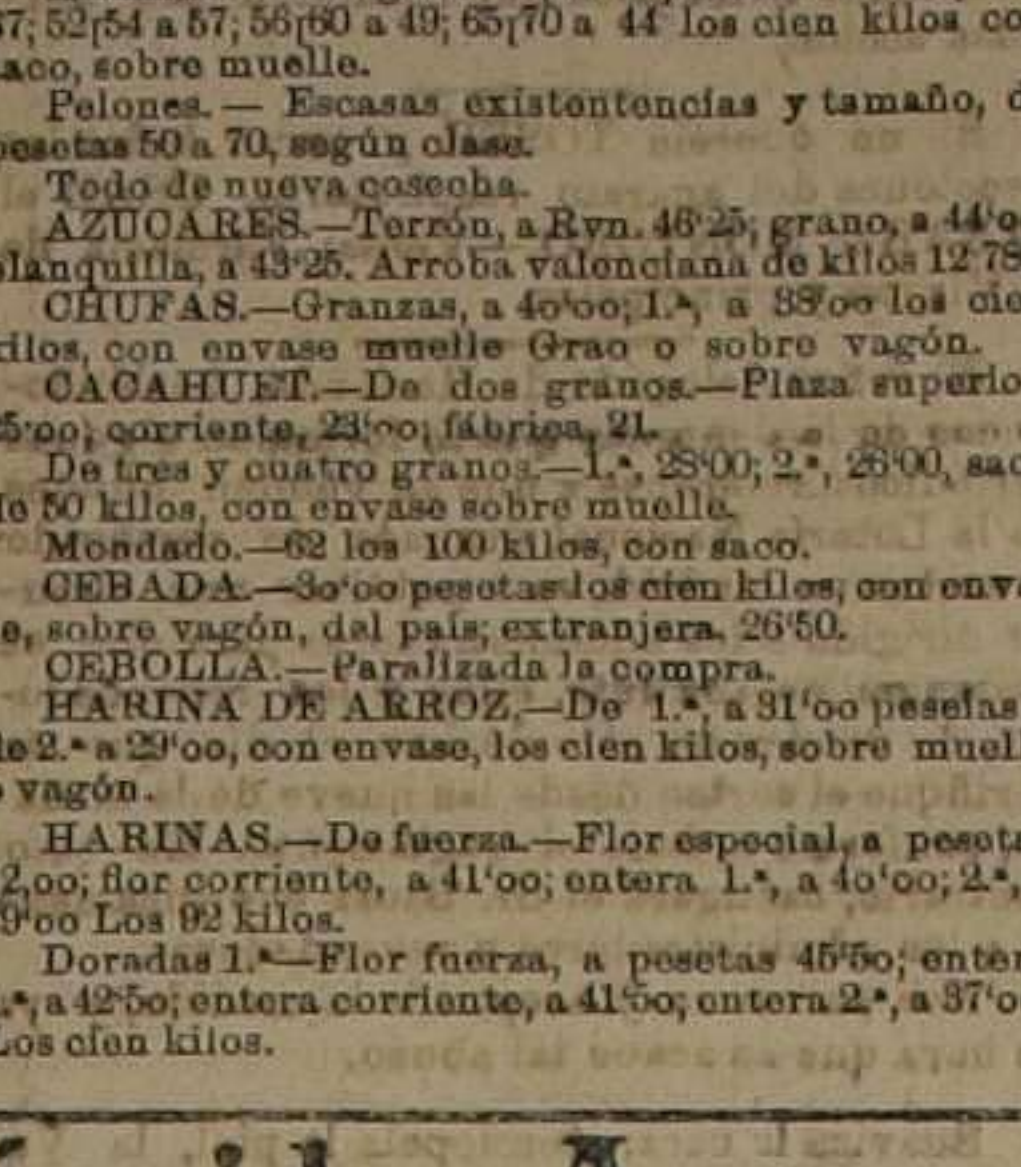 57; 52[54 a 57; 56[60 a 49; 65[70 a 44 los cien kilos co
aco, sobre muelle.
Pelones.— Escasas existentencias y tamaño, d
pesetas 50 a 70, según clase.
Todo de nueva cosecha.
AZUCARES.—Terrón, a Rvn. 46'25; grano, a 44'o
lanquilla, a 43'25. Arroba valenciana de kilos 12'78
CHUFAS.—Granzas, a 4o'oo; 1.ª, a 38'oo los cie
kilos, con envase muelle Grao o sobre vagón.
CACAHUET.—De dos granos.—Plaza superio
5'oo; corriente, 23'oo; fábrica, 21.
De tres y cuatro granos.—1.ª, 28'00; 2.ª, 26'00, sac
de 50 kilos, con envase sobre muelle.
Mondado.—62 los 100 kilos, con saco.
CEBADA.—3o'oo pesetas los cien kilos, con enva
e, sobre vagón, del país; extranjera. 26'50.
CEBOLLA.—Paralizada la compra.
HARINA DE ARROZ.—De 1.ª, a 31'oo pesetas
de 2.ª a 29'oo, con envase, los cien kilos, sobre muell
o vagón.
HARINAS.—De fuerza.—Flor especial, a peseta
2,oo; flor corriente, a 41'oo; entera 1.ª, a 4o'oo; 2.ª,
9'oo Los 92 kilos.
Doradas 1.ª—Flor fuerza, a pesetas 45'5o; enter
.ª, a 42'5o; entera corriente, a 41'5o; entera 2.ª, a 37'o
Los cien kilos.